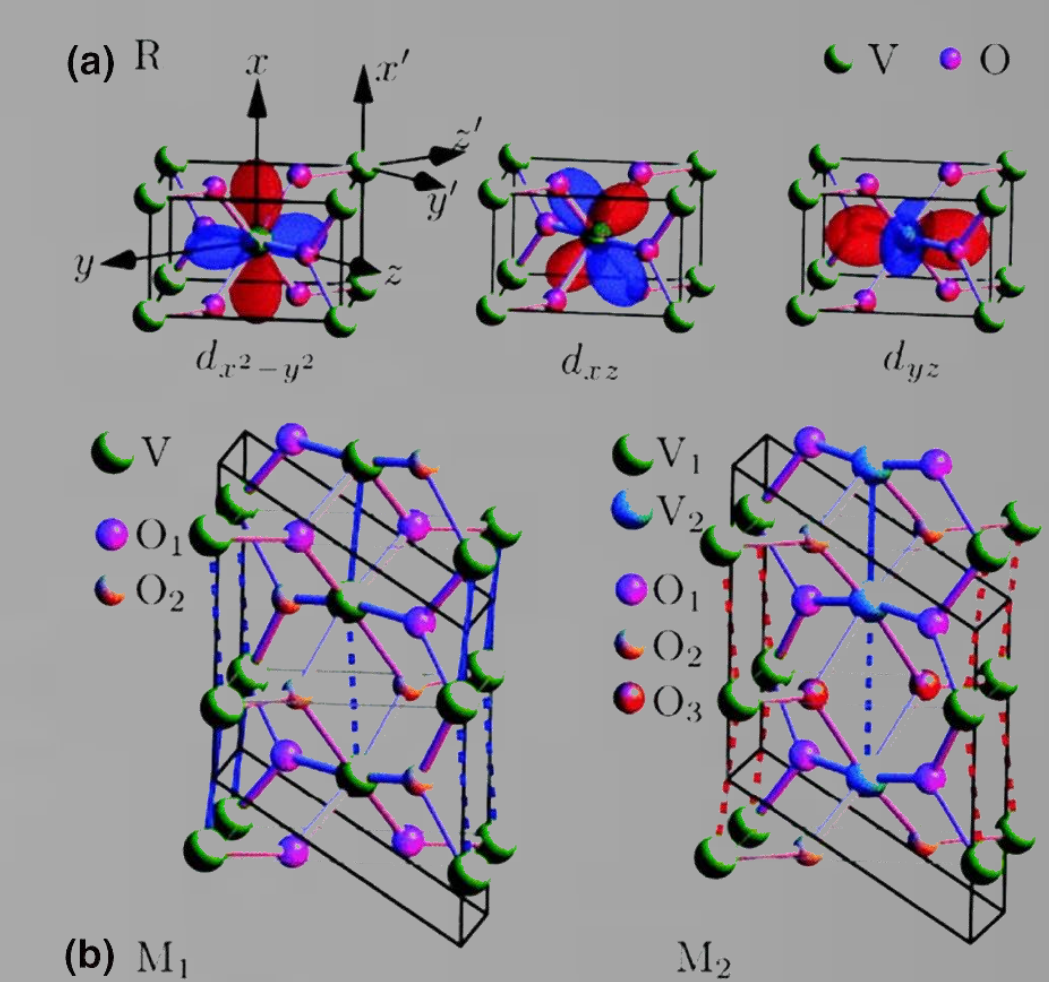 (a) R
V O
x x′
z′
y′
y z
d_{x² − y²} d_{xz} d_{yz}
V V₁
V₂
O₁ O₁
O₂ O₂
O₃
(b) M₁ M₂